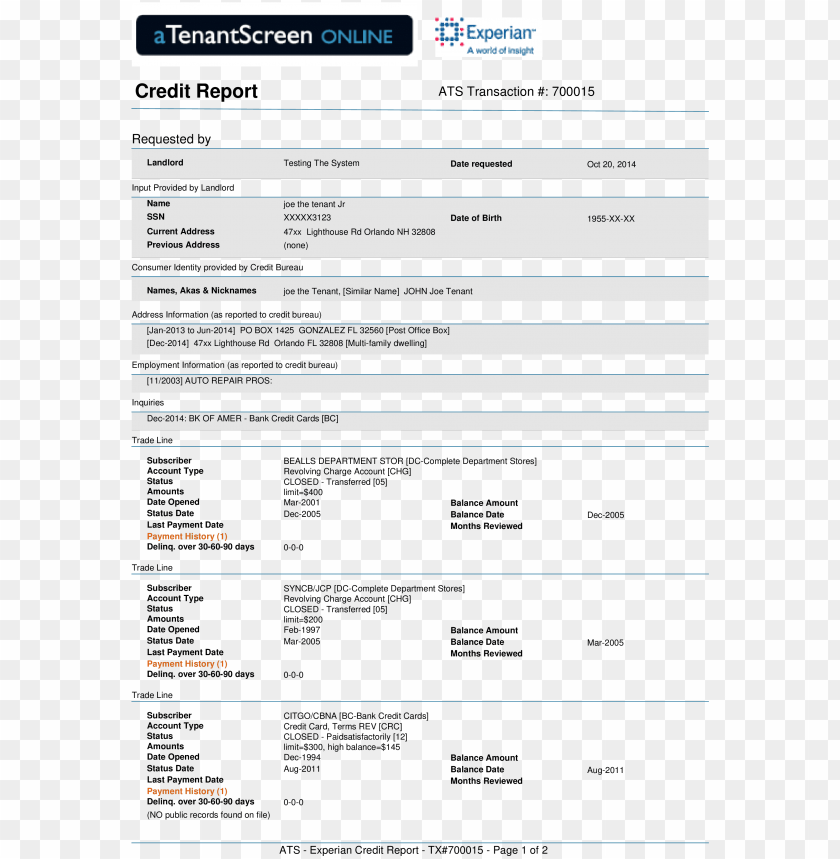 aTenantScreen ONLINE
Experian
A world of insight
Credit Report ATS Transaction #: 700015
Requested by
Landlord Testing The System Date requested Oct 20, 2014
Input Provided by Landlord
Name joe the tenant Jr
SSN XXXXX3123 Date of Birth 1955-XX-XX
Current Address 47xx Lighthouse Rd Orlando NH 32808
Previous Address (none)
Consumer Identity provided by Credit Bureau
Names, Akas & Nicknames joe the Tenant, [Similar Name] JOHN Joe Tenant
Address Information (as reported to credit bureau)
[Jan-2013 to Jun-2014] PO BOX 1425 GONZALEZ FL 32560 [Post Office Box]
[Dec-2014] 47xx Lighthouse Rd Orlando FL 32808 [Multi-family dwelling]
Employment Information (as reported to credit bureau)
[11/2003] AUTO REPAIR PROS:
Inquiries
Dec-2014: BK OF AMER - Bank Credit Cards [BC]
Trade Line
Subscriber BEALLS DEPARTMENT STOR [DC-Complete Department Stores]
Account Type Revolving Charge Account [CHG]
Status CLOSED - Transferred [05]
Amounts limit=$400
Date Opened Mar-2001 Balance Amount
Status Date Dec-2005 Balance Date Dec-2005
Last Payment Date Months Reviewed
Payment History (1)
Delinq. over 30-60-90 days 0-0-0
Trade Line
Subscriber SYNCB/JCP [DC-Complete Department Stores]
Account Type Revolving Charge Account [CHG]
Status CLOSED - Transferred [05]
Amounts limit=$200
Date Opened Feb-1997 Balance Amount
Status Date Mar-2005 Balance Date Mar-2005
Last Payment Date Months Reviewed
Payment History (1)
Delinq. over 30-60-90 days 0-0-0
Trade Line
Subscriber CITGO/CBNA [BC-Bank Credit Cards]
Account Type Credit Card, Terms REV [CRC]
Status CLOSED - Paidsatisfactorily [12]
Amounts limit=$300, high balance=$145
Date Opened Dec-1994 Balance Amount
Status Date Aug-2011 Balance Date Aug-2011
Last Payment Date Months Reviewed
Payment History (1)
Delinq. over 30-60-90 days 0-0-0
(NO public records found on file)
ATS - Experian Credit Report - TX#700015 - Page 1 of 2